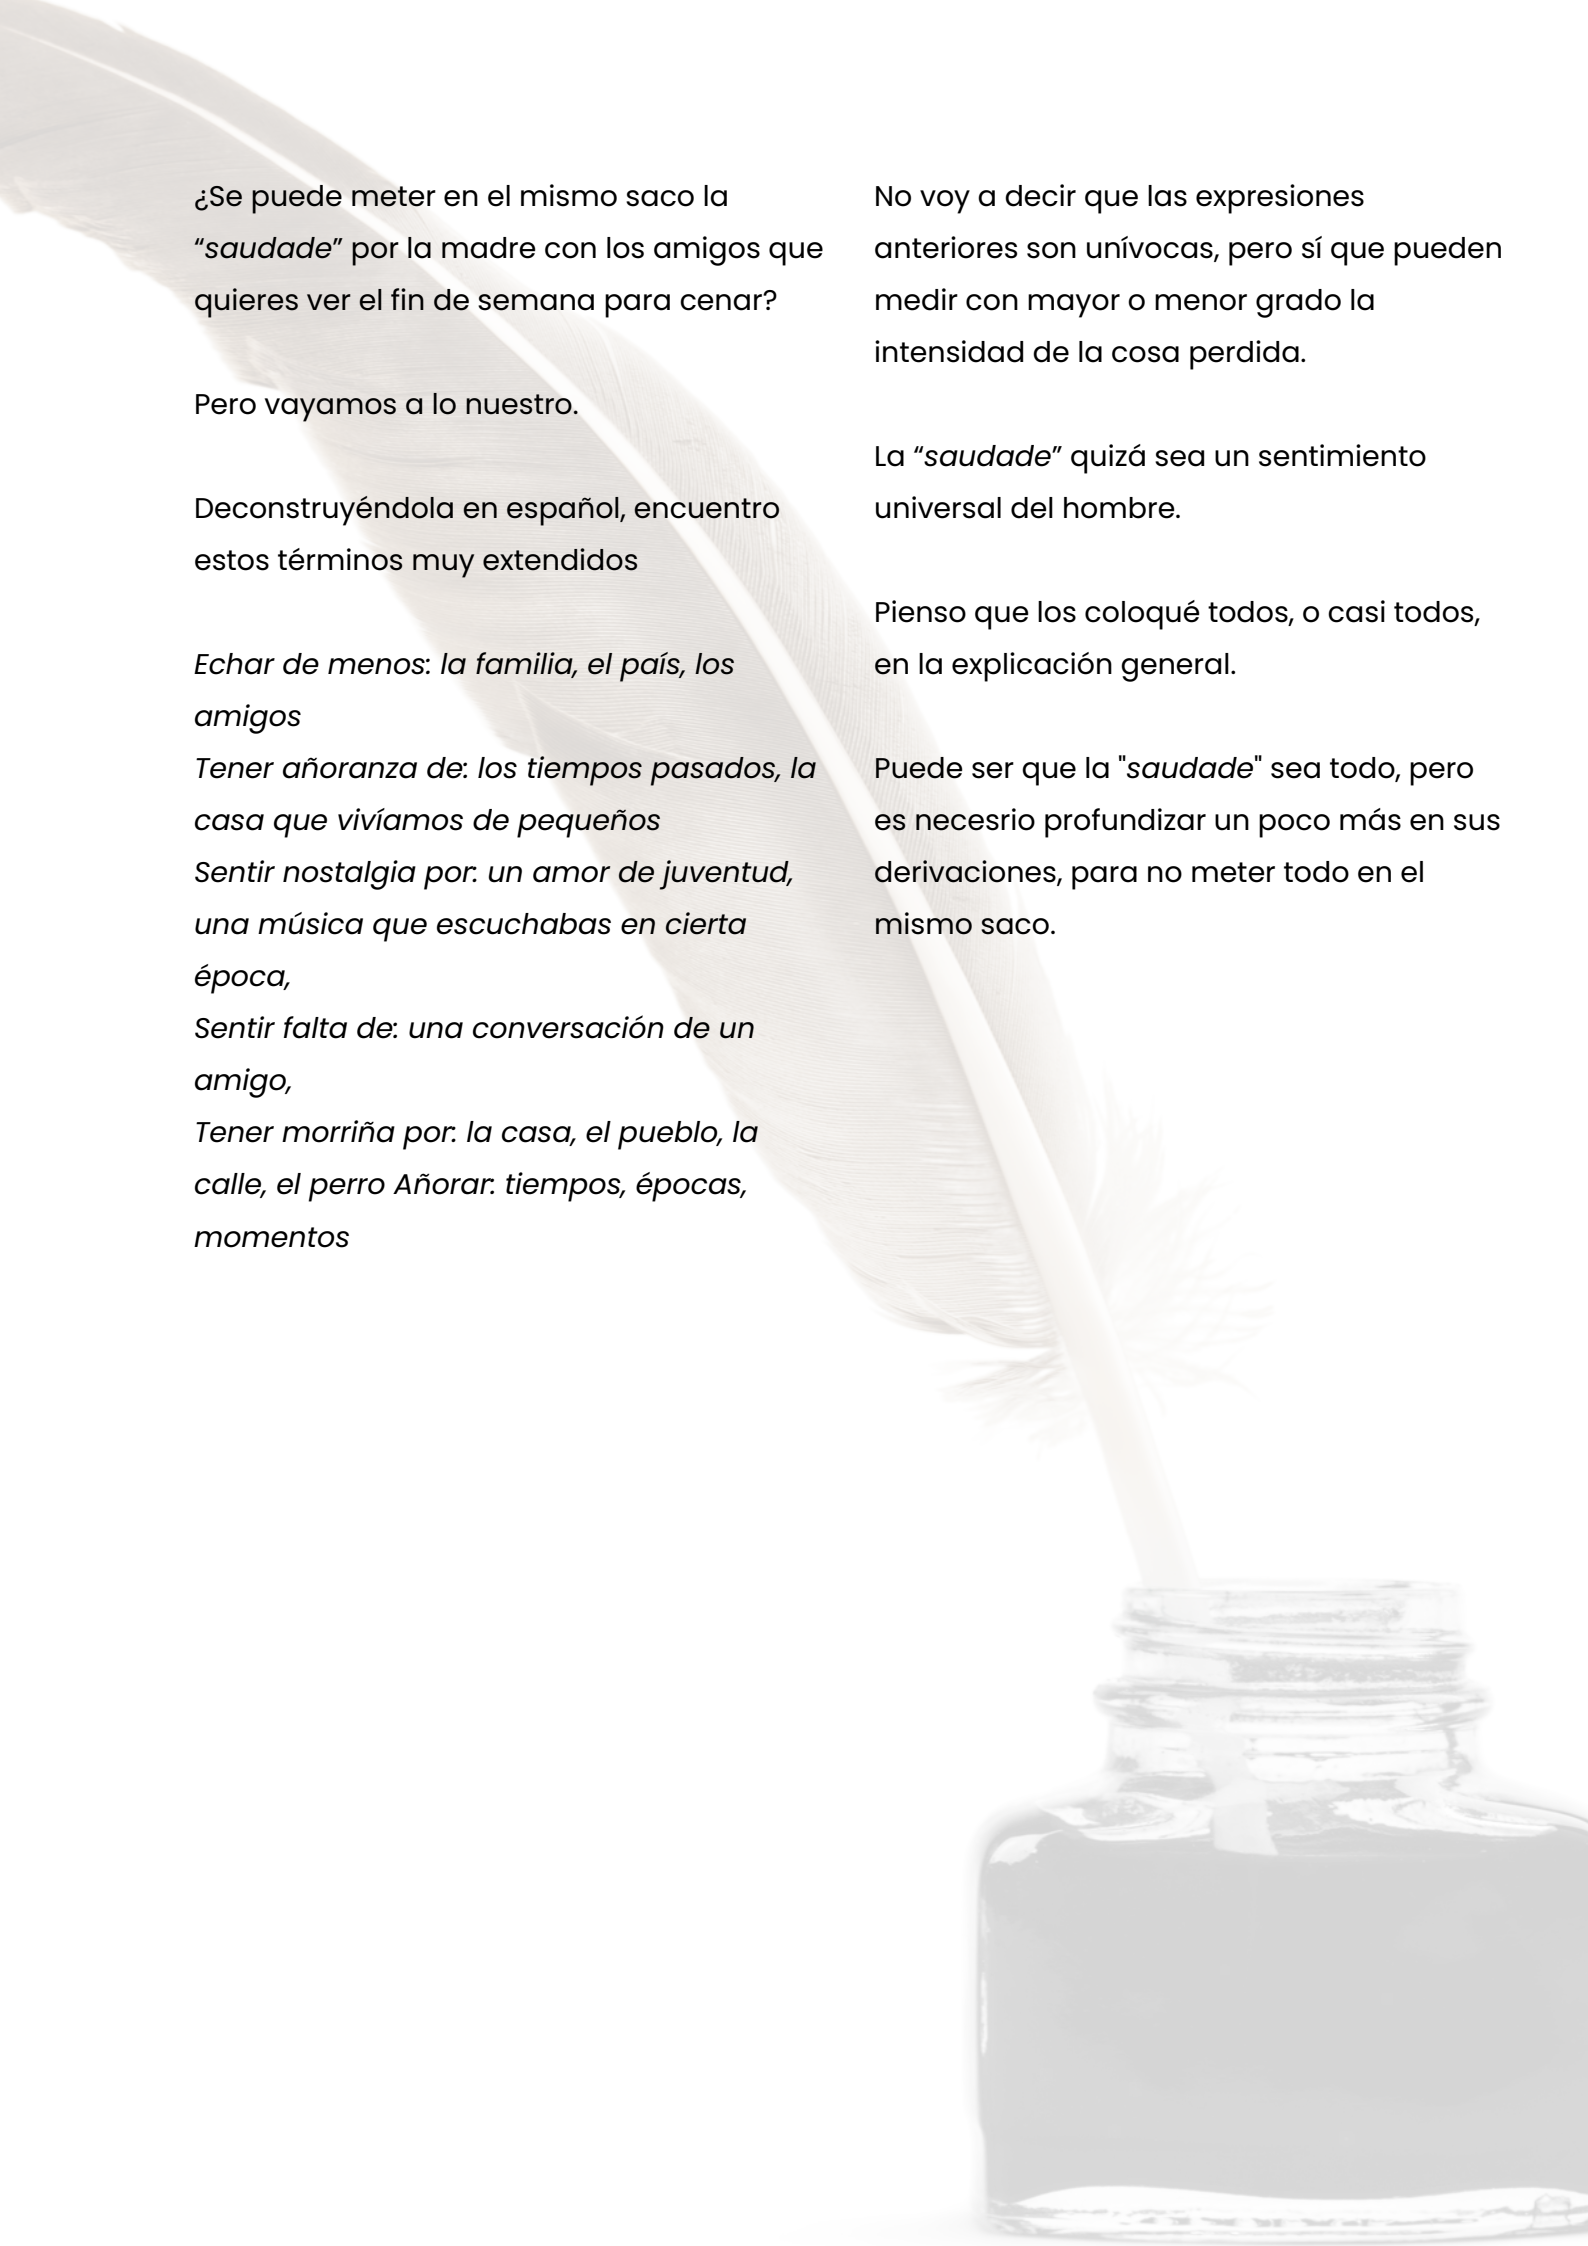 ¿Se puede meter en el mismo saco la
“saudade” por la madre con los amigos que
quieres ver el fin de semana para cenar?
Pero vayamos a lo nuestro.
Deconstruyéndola en español, encuentro
estos términos muy extendidos
Echar de menos: la familia, el país, los
amigos
Tener añoranza de: los tiempos pasados, la
casa que vivíamos de pequeños
Sentir nostalgia por: un amor de juventud,
una música que escuchabas en cierta
época,
Sentir falta de: una conversación de un
amigo,
Tener morriña por: la casa, el pueblo, la
calle, el perro Añorar: tiempos, épocas,
momentos
No voy a decir que las expresiones
anteriores son unívocas, pero sí que pueden
medir con mayor o menor grado la
intensidad de la cosa perdida.
La “saudade” quizá sea un sentimiento
universal del hombre.
Pienso que los coloqué todos, o casi todos,
en la explicación general.
Puede ser que la "saudade" sea todo, pero
es necesrio profundizar un poco más en sus
derivaciones, para no meter todo en el
mismo saco.